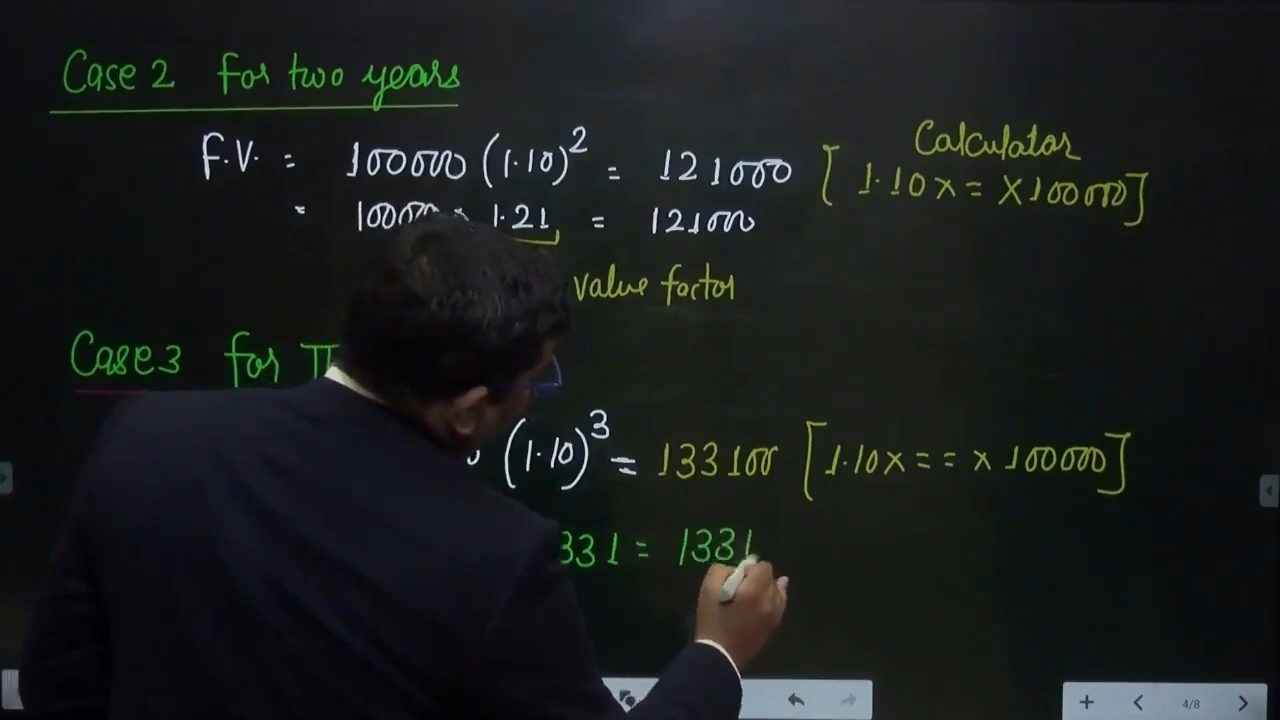 Case 2 For two years
F.V. = 100000 (1.10)² = 121000
Calculator
[1.10 x = x 100000]
= 1.21 = 121000
value factor
Case 3 for
(1.10)³ = 133100 [1.10 x = = x 100000]
331 = 1331
4/8